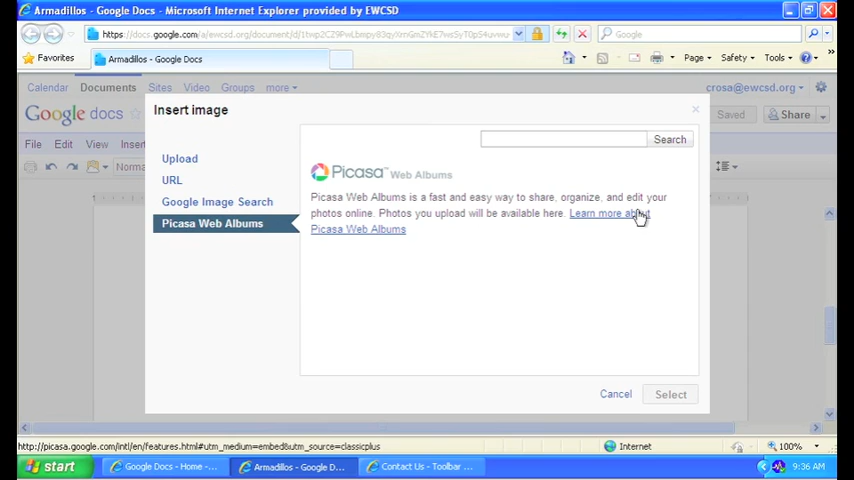 Armadillos - Google Docs - Microsoft Internet Explorer provided by EWCSD
Google
Favorites
Armadillos - Google Docs
Page
Safety
Tools
Calendar
Documents
Sites
Video
Groups
more
crosa@ewcsd.org
Google docs
Insert image
Saved
Share
File
Edit
View
Upload
Search
URL
Picasa™ Web Albums
Google Image Search
Picasa Web Albums is a fast and easy way to share, organize, and edit your
Picasa Web Albums
photos online. Photos you upload will be available here. Learn more about
Picasa Web Albums
Cancel
Select
http://picasa.google.com/intl/en/features.html#utm_medium=embed&utm_source=classicplus
Internet
100%
start
Google Docs - Home -...
Armadillos - Google D...
Contact Us - Toolbar ...
9:36 AM